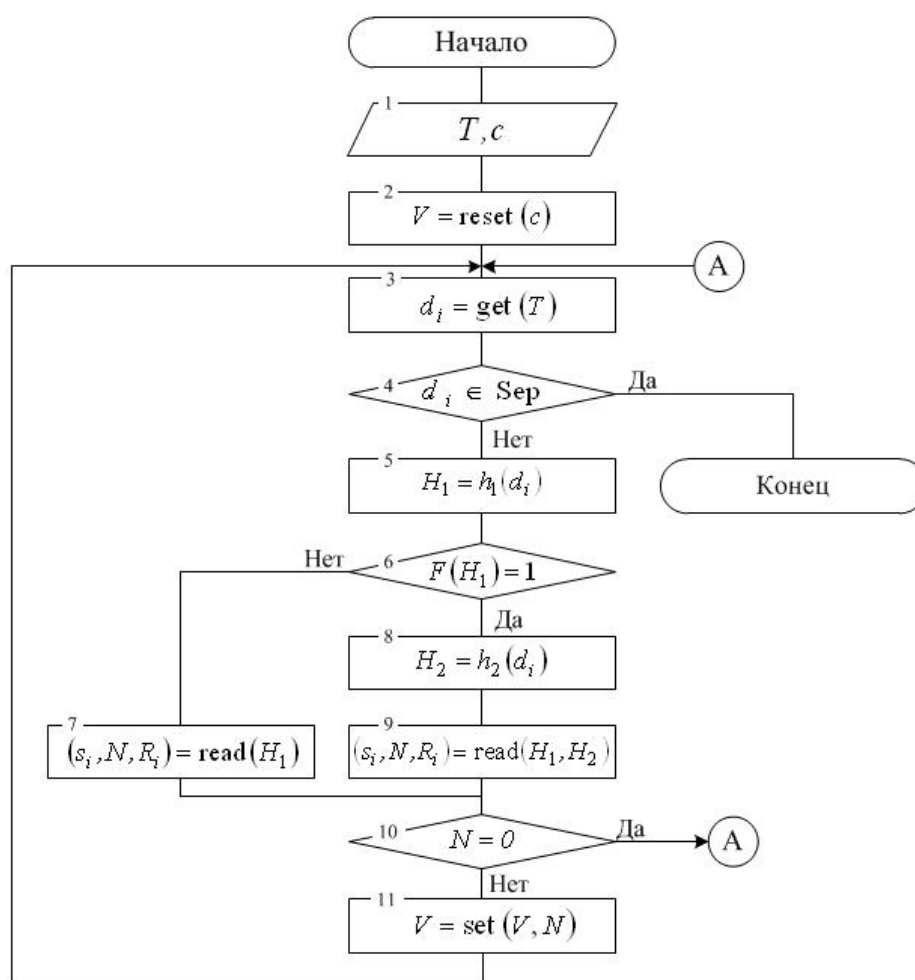 Начало
1
T, c
2
V = reset (c)
A
3
d_i = get (T)
4
d_i ∈ Sep
Да
Нет
5
H_1 = h_1(d_i)
Конец
Нет
6
F(H_1) = 1
Да
8
H_2 = h_2(d_i)
7
(s_i, N, R_i) = read(H_1)
9
(s_i, N, R_i) = read(H_1, H_2)
10
N = 0
Да
A
Нет
11
V = set (V, N)